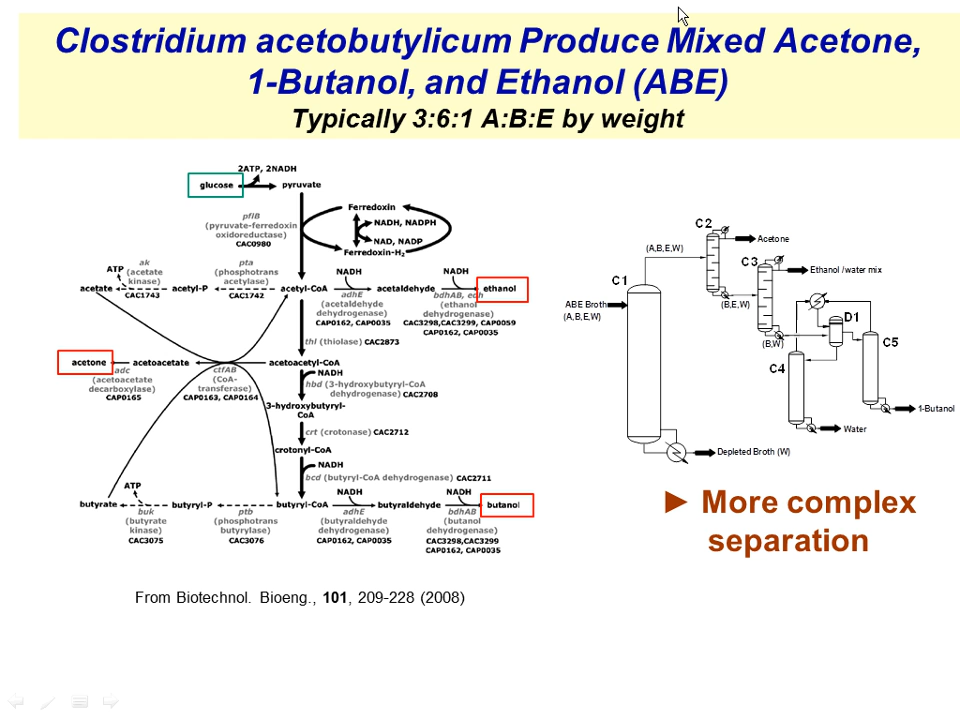 Clostridium acetobutylicum Produce Mixed Acetone,
1-Butanol, and Ethanol (ABE)
Typically 3:6:1 A:B:E by weight
2ATP, 2NADH
glucose
pyruvate
pflB
(pyruvate-ferredoxin
oxidoreductase)
CAC0980
Ferredoxin
NADH, NADPH
NAD, NADP
Ferredoxin-H2
ATP
ak
(acetate
kinase)
CAC1743
pta
(phosphotrans
acetylase)
CAC1742
acetate
acetyl-P
acetyl-CoA
NADH
acetaldehyde
NADH
ethanol
adhE
(acetaldehyde
dehydrogenase)
CAP0162, CAP0035
bdhAB, edh
(ethanol
dehydrogenase)
CAC3298,CAC3299, CAP0059
CAP0162, CAP0035
thl (thiolase) CAC2873
acetone
acetoacetate
acetoacetyl-CoA
adc
(acetoacetate
decarboxylase)
CAP0165
ctfAB
(CoA-
transferase)
CAP0163, CAP0164
NADH
hbd (3-hydroxybutyryl-CoA
dehydrogenase) CAC2708
3-hydroxybutyryl-
CoA
crt (crotonase) CAC2712
crotonyl-CoA
NADH
bcd (butyryl-CoA dehydrogenase) CAC2711
ATP
NADH
NADH
butyrate
butyryl-P
butyryl-CoA
butyraldehyde
butanol
buk
(butyrate
kinase)
CAC3075
ptb
(phosphotrans
butyrylase)
CAC3076
adhE
(butyraldehyde
dehydrogenase)
CAP0162, CAP0035
bdhAB
(butanol
dehydrogenase)
CAC3298,CAC3299
CAP0162, CAP0035
From Biotechnol. Bioeng., 101, 209-228 (2008)
C2
Acetone
(A,B,E,W)
C3
Ethanol /water mix
C1
ABE Broth
(A,B,E,W)
(B,E,W)
D1
(B,W)
C5
C4
1-Butanol
Water
Depleted Broth (W)
► More complex
separation